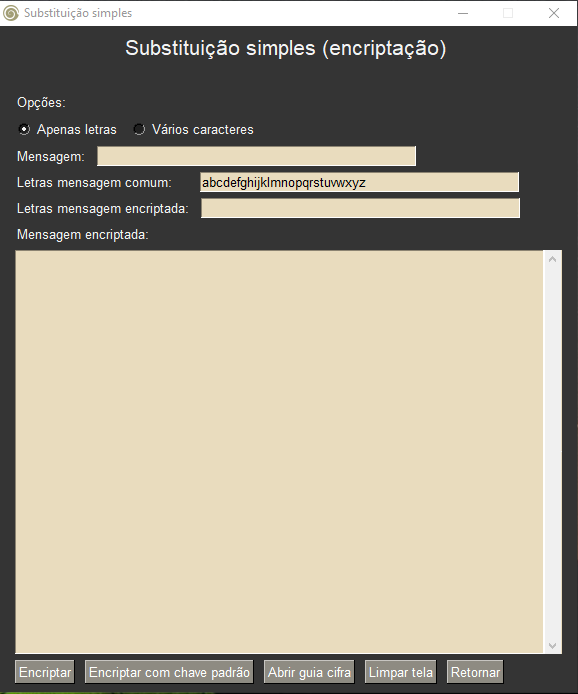 Substituição simples
Substituição simples (encriptação)
Opções:
Apenas letras Vários caracteres
Mensagem:
Letras mensagem comum: abcdefghijklmnopqrstuvwxyz
Letras mensagem encriptada:
Mensagem encriptada:
Encriptar Encriptar com chave padrão Abrir guia cifra Limpar tela Retornar